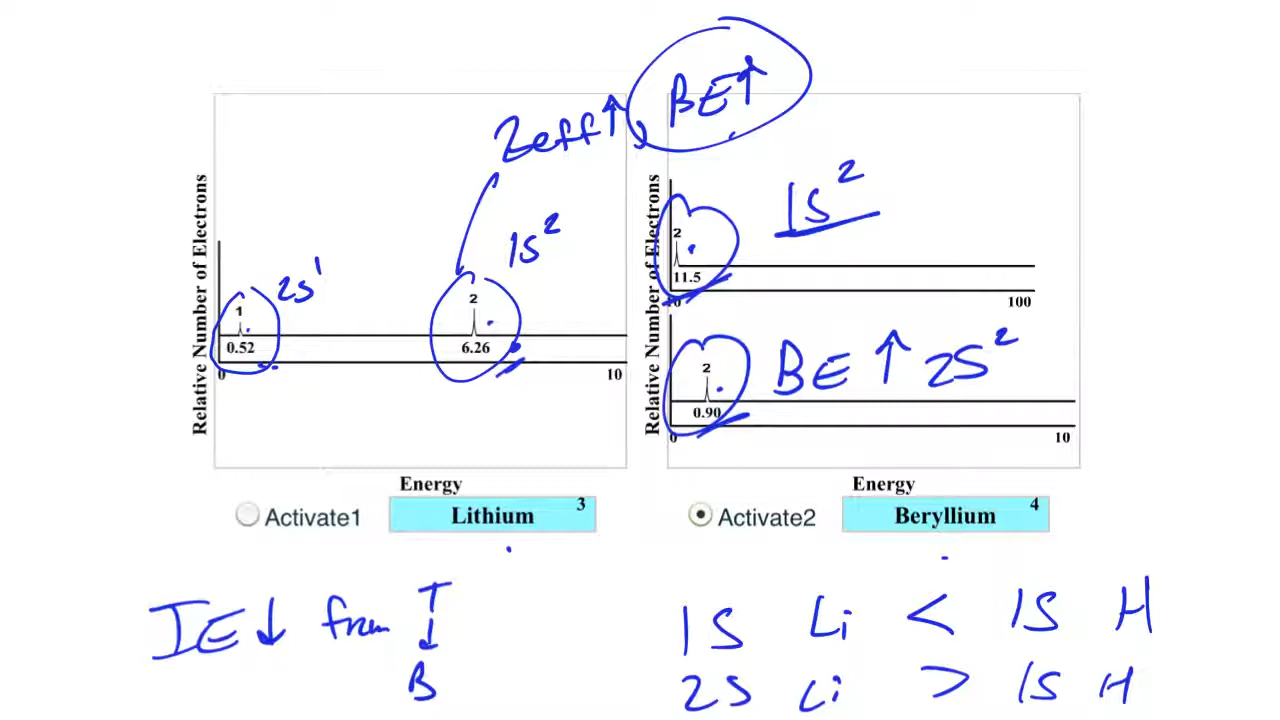 BE↑
Zeff↑
1S²
1S²
2S¹
Relative Number of Electrons
1
0.52
2
6.26
0
10
Energy
Activate1
Lithium
3
Relative Number of Electrons
2
11.5
10
100
2
0.90
BE ↑ 2S²
0
10
Energy
Activate2
Beryllium
4
IE↓ from T
↓
B
1S Li < 1S H
2S Li > 1S H